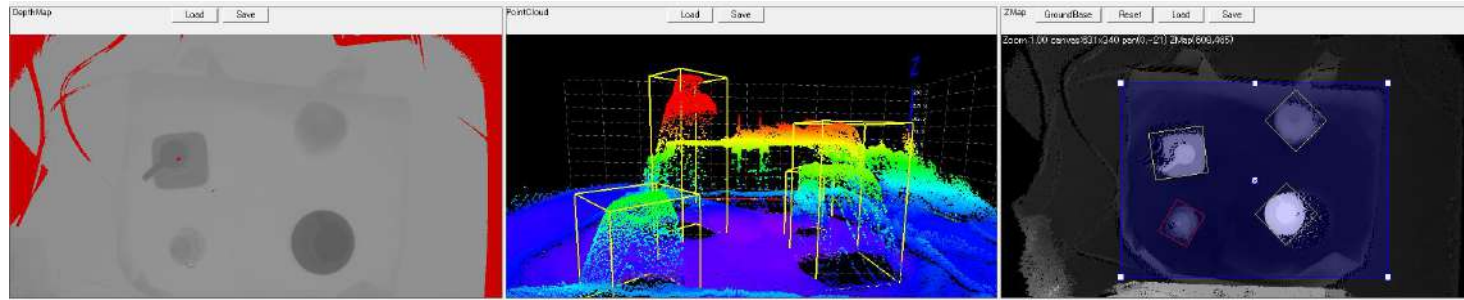 DepthMap Load Save
PointCloud Load Save
ZMap GroundBase Reset Load Save
Zoom:1.00 canvas:631x340 pan(0,-21) ZMap(608,465)
Z